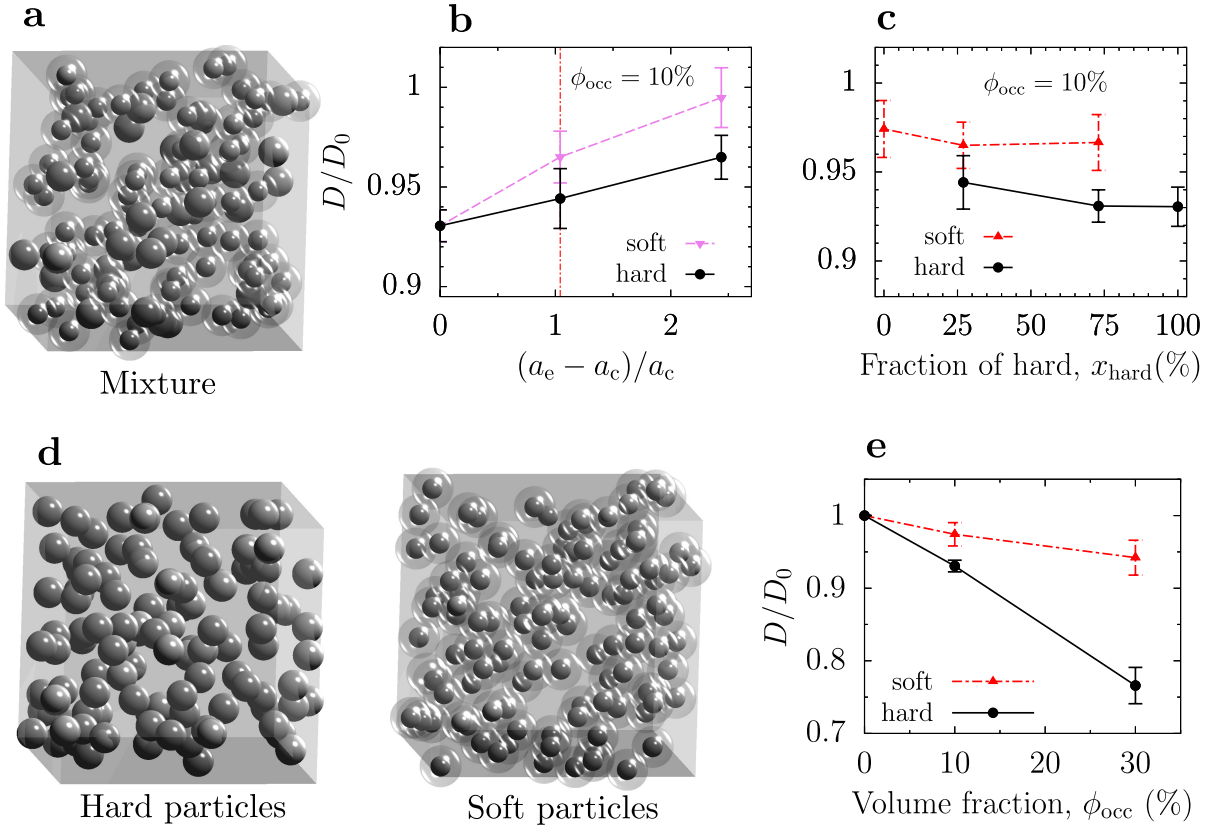 a
Mixture
b
ϕocc = 10%
1
0.95
0.9
D/D0
soft
hard
0 1 2
(ae − ac)/ac
c
ϕocc = 10%
1
0.95
0.9
soft
hard
0 25 50 75 100
Fraction of hard, xhard(%)
d
Hard particles
Soft particles
e
1
0.9
0.8
0.7
D/D0
soft
hard
0 10 20 30
Volume fraction, ϕocc (%)